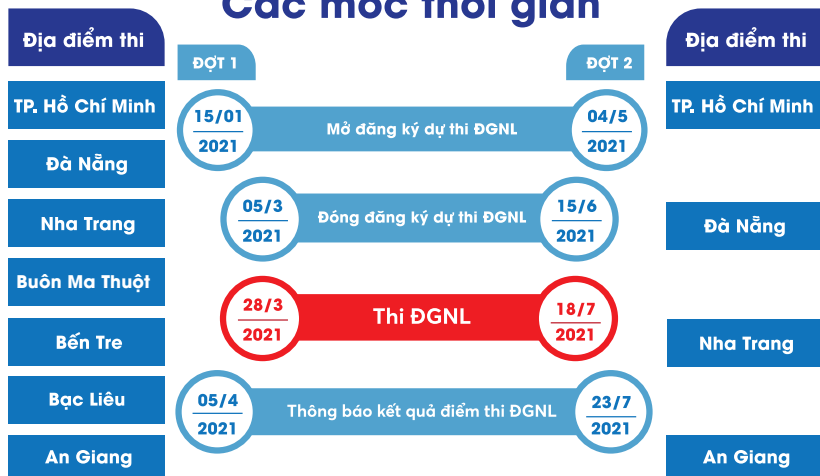 Các mốc thời gian
Địa điểm thi
TP. Hồ Chí Minh
Đà Nẵng
Nha Trang
Buôn Ma Thuột
Bến Tre
Bạc Liêu
An Giang
ĐỢT 1
ĐỢT 2
15/01
2021
Mở đăng ký dự thi ĐGNL
04/5
2021
05/3
2021
Đóng đăng ký dự thi ĐGNL
15/6
2021
28/3
2021
Thi ĐGNL
18/7
2021
05/4
2021
Thông báo kết quả điểm thi ĐGNL
23/7
2021
Địa điểm thi
TP. Hồ Chí Minh
Đà Nẵng
Nha Trang
An Giang